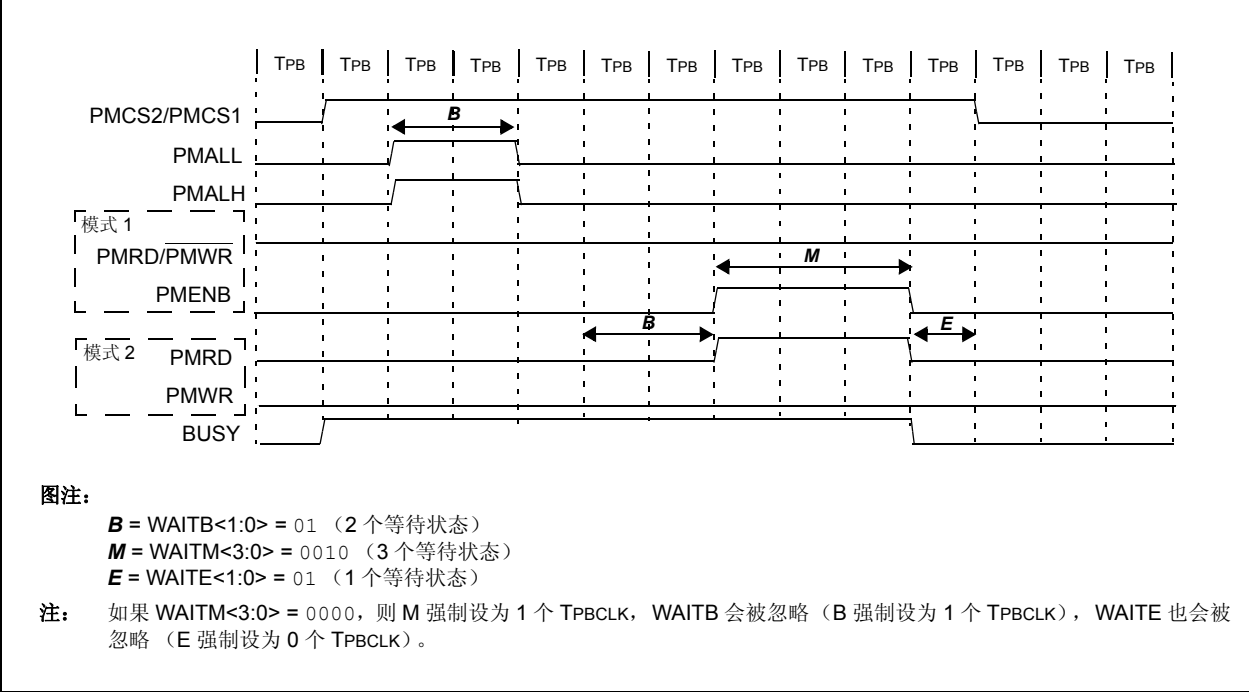 TPB TPB TPB TPB TPB TPB TPB TPB TPB TPB TPB TPB TPB TPB
PMCS2/PMCS1
B
PMALL
PMALH
模式 1
PMRD/PMWR
M
PMENB
B
E
模式 2
PMRD
PMWR
BUSY
图注：
B = WAITB<1:0> = 01 （2 个等待状态）
M = WAITM<3:0> = 0010 （3 个等待状态）
E = WAITE<1:0> = 01 （1 个等待状态）
注： 如果 WAITM<3:0> = 0000，则 M 强制设为 1 个 TPBCLK， WAITB 会被忽略（B 强制设为 1 个 TPBCLK）， WAITE 也会被
忽略 （E 强制设为 0 个 TPBCLK）。